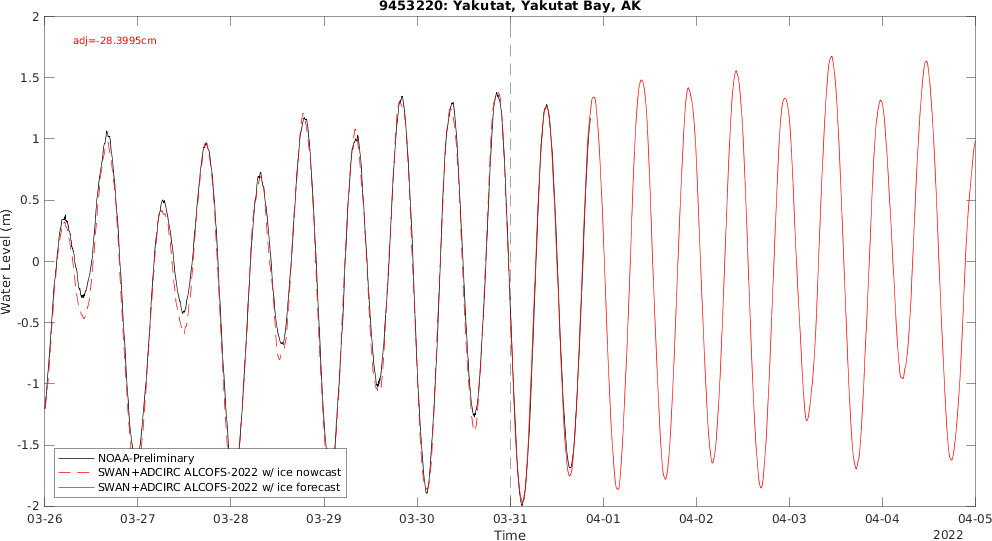 9453220: Yakutat, Yakutat Bay, AK
adj=-28.3995cm
Water Level (m)
2
1.5
1
0.5
0
-0.5
-1
-1.5
-2
NOAA-Preliminary
SWAN+ADCIRC ALCOFS-2022 w/ ice nowcast
SWAN+ADCIRC ALCOFS-2022 w/ ice forecast
03-26 03-27 03-28 03-29 03-30 03-31 04-01 04-02 04-03 04-04 04-05
Time
2022